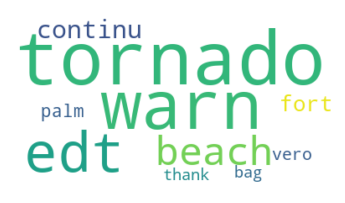 continu
tornado
warn
palm
fort
edt
beach
vero
thank
bag